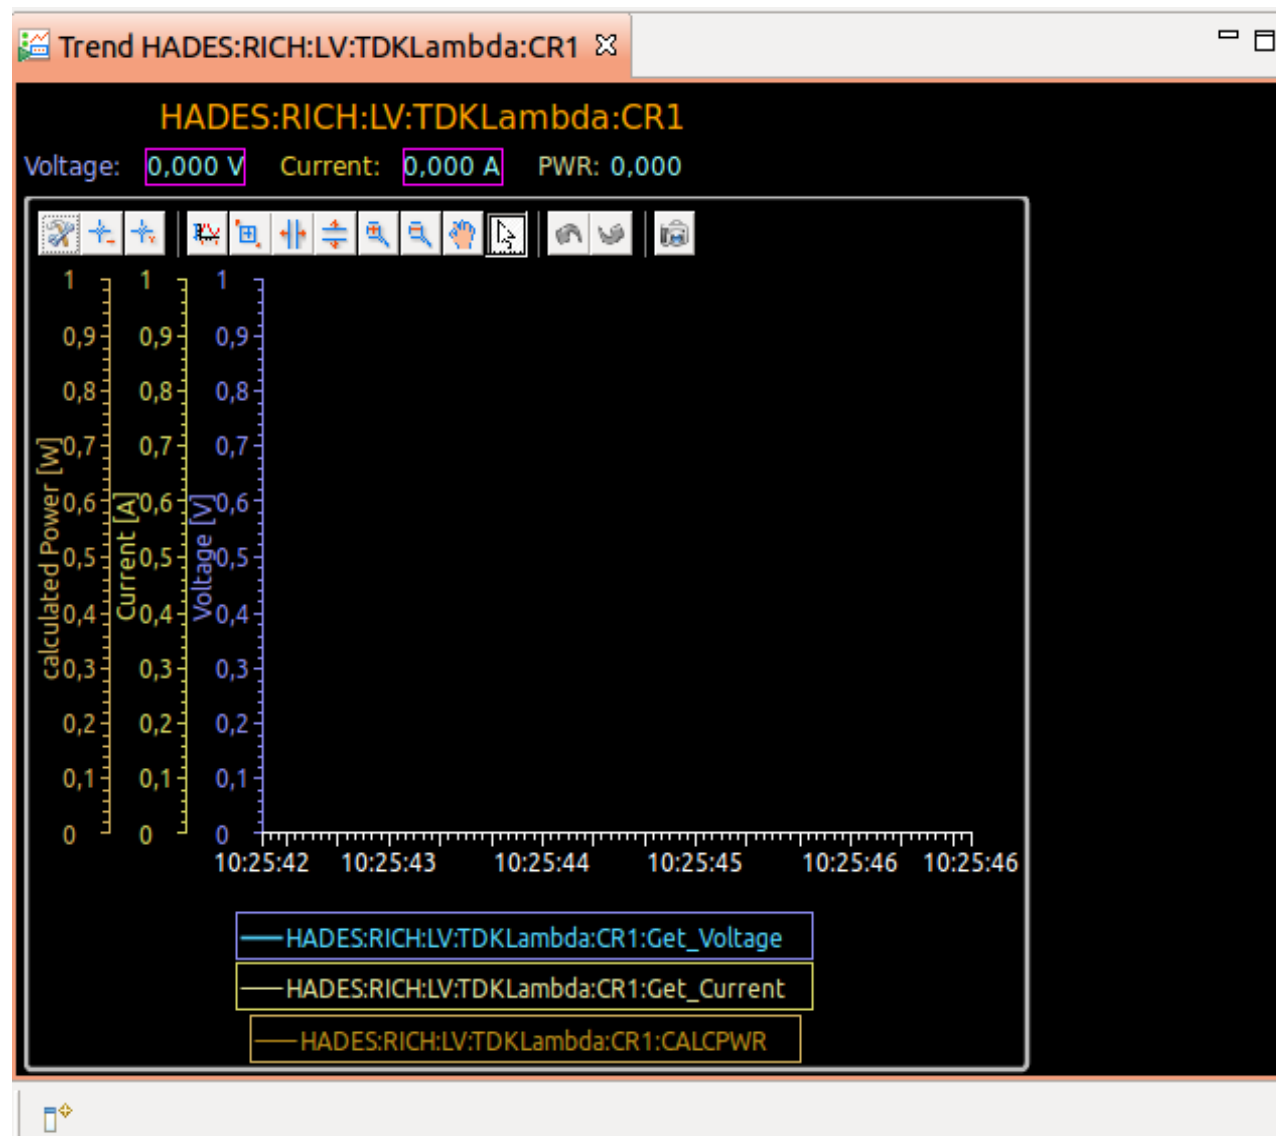 Trend HADES:RICH:LV:TDKLambda:CR1
HADES:RICH:LV:TDKLambda:CR1
Voltage: 0,000 V Current: 0,000 A PWR: 0,000
1 1 1
0,9 0,9 0,9
0,8 0,8 0,8
0,7 0,7 0,7
0,6 0,6 0,6
0,5 0,5 0,5
0,4 0,4 0,4
0,3 0,3 0,3
0,2 0,2 0,2
0,1 0,1 0,1
0 0 0
calculated Power [W]
Current [A]
Voltage [V]
10:25:42 10:25:43 10:25:44 10:25:45 10:25:46 10:25:46
HADES:RICH:LV:TDKLambda:CR1:Get_Voltage
HADES:RICH:LV:TDKLambda:CR1:Get_Current
HADES:RICH:LV:TDKLambda:CR1:CALCPWR